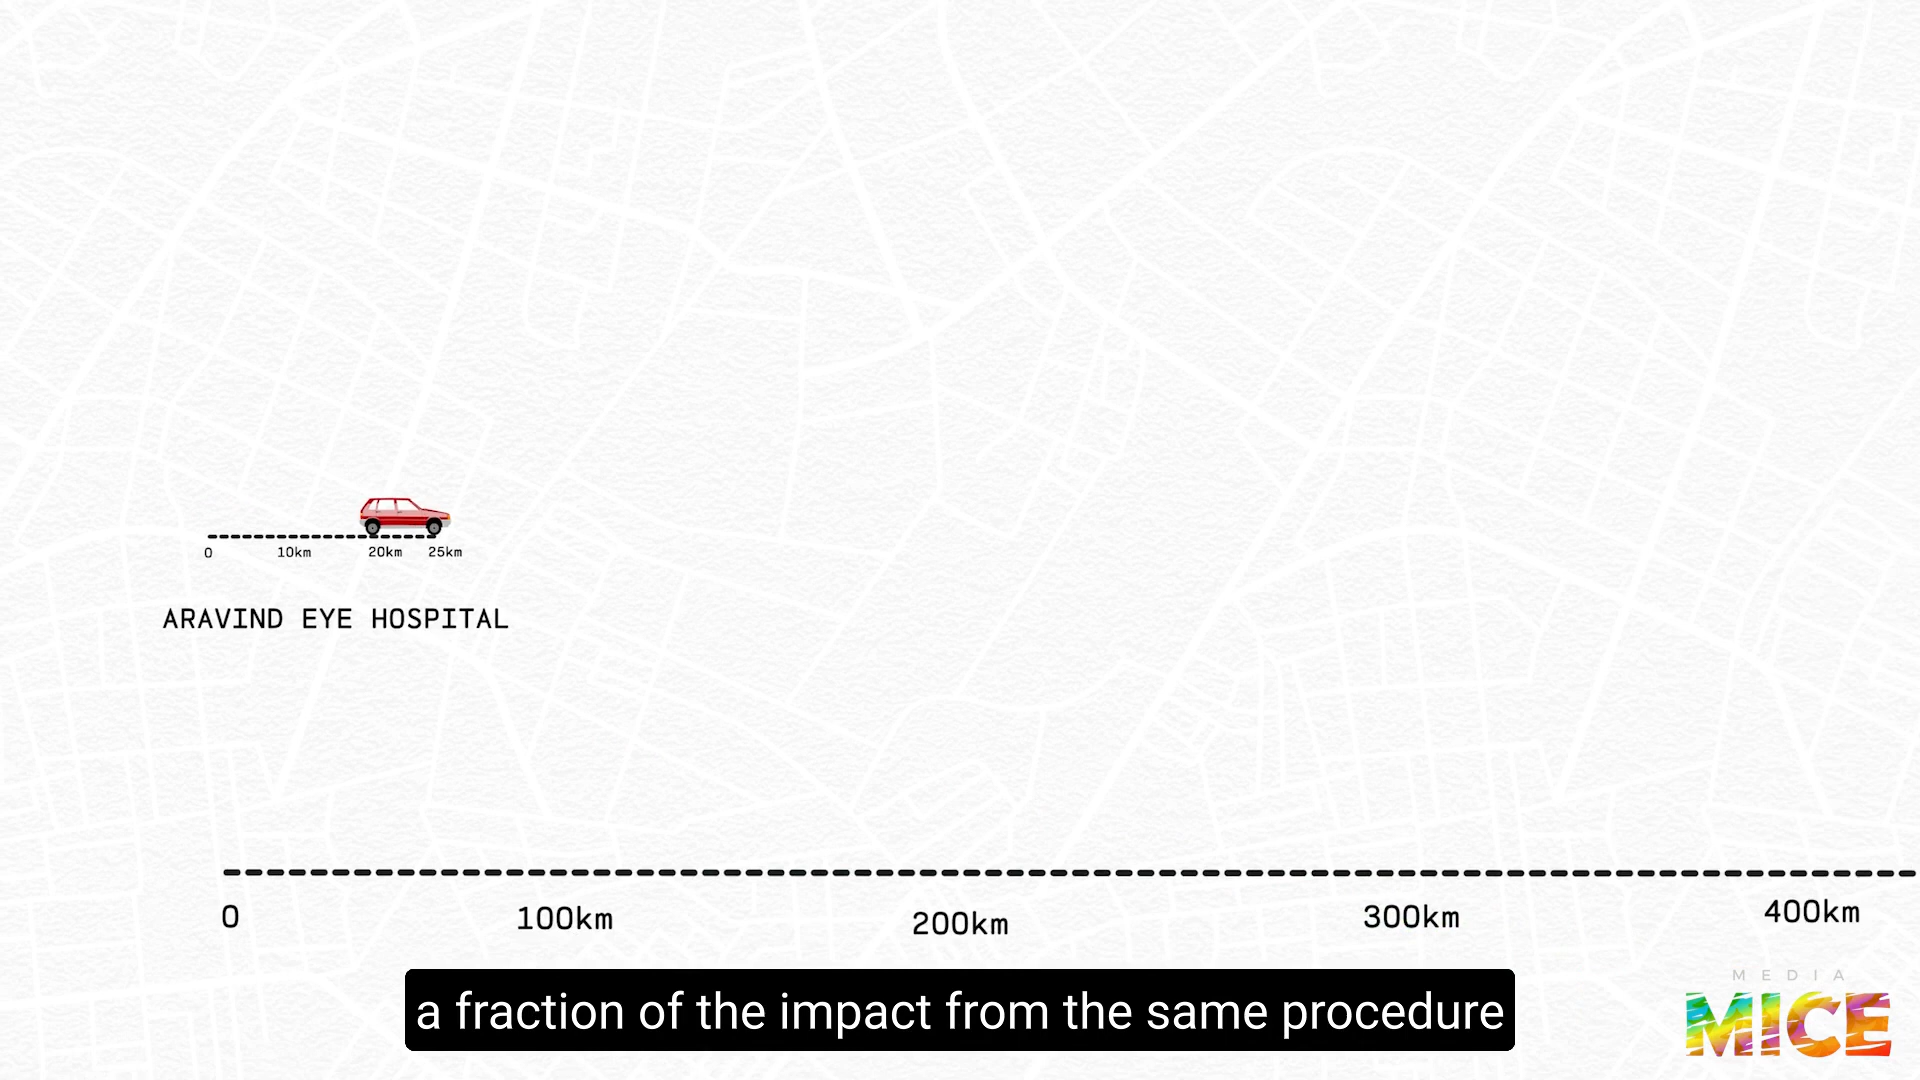 0 10km 20km 25km
ARAVIND EYE HOSPITAL
0 100km 200km 300km 400km
a fraction of the impact from the same procedure
MEDIA
MICE